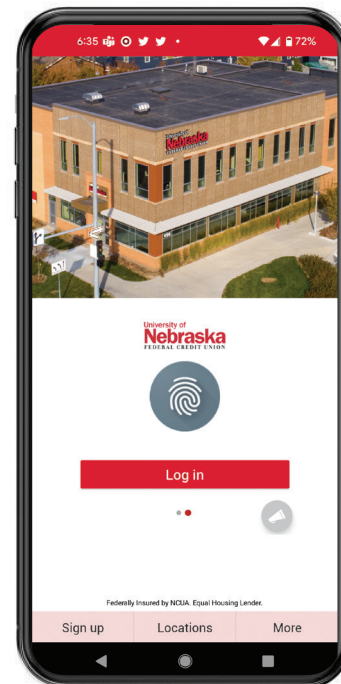 6:35
72%
Nebraska
University of
Nebraska
FEDERAL CREDIT UNION
Log in
Federally Insured by NCUA. Equal Housing Lender.
Sign up Locations More